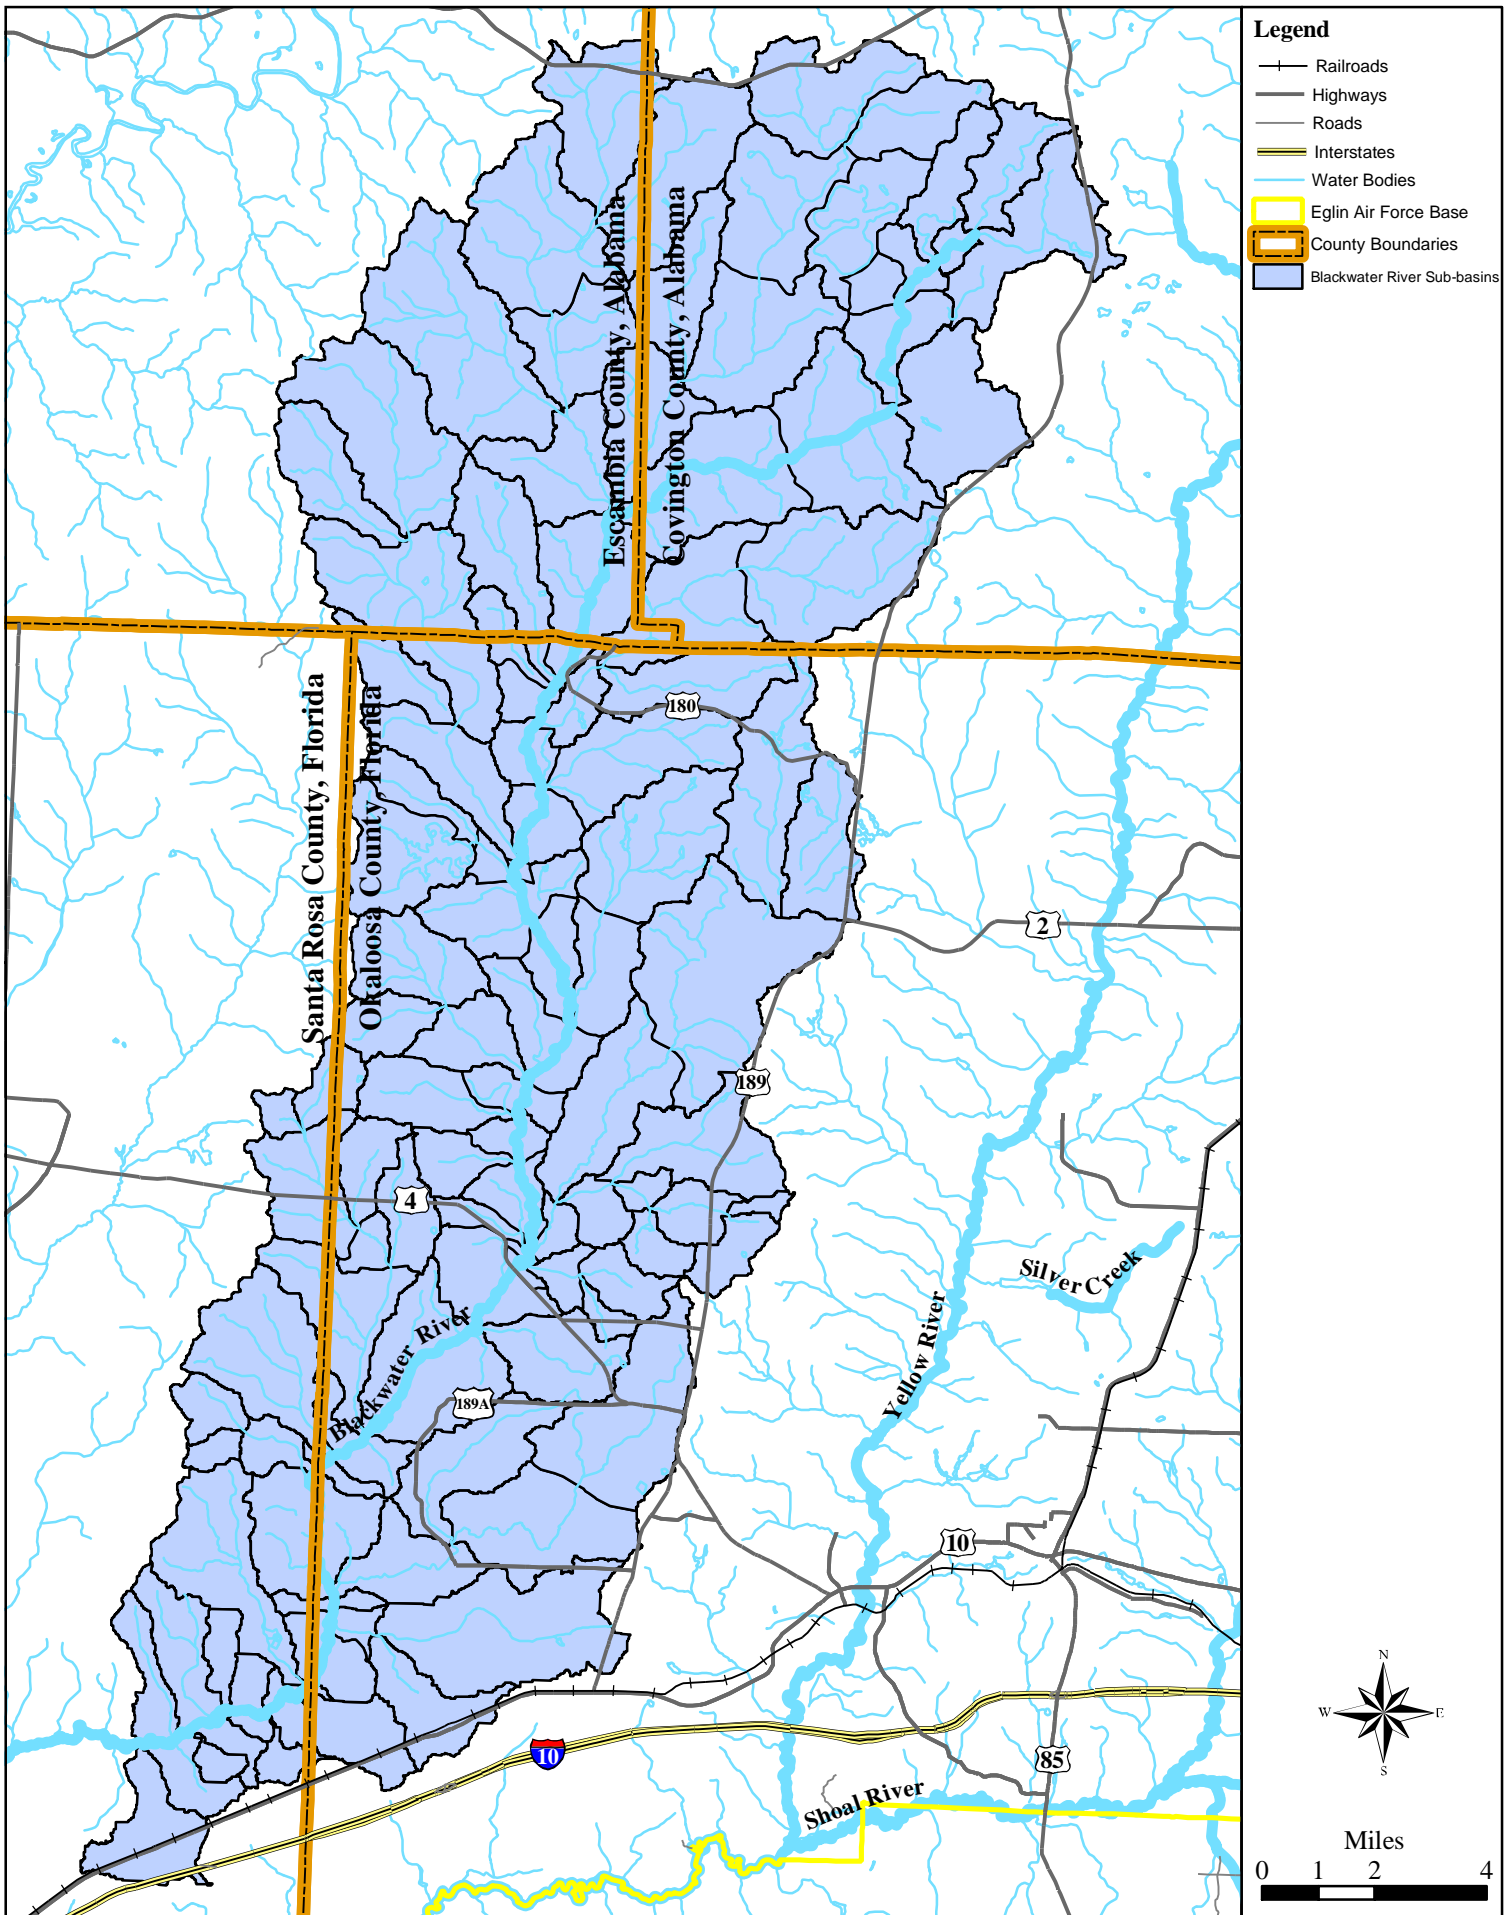 Legend
Railroads
Highways
Roads
Interstates
Water Bodies
Eglin Air Force Base
County Boundaries
Blackwater River Sub-basins
Escambia County, Alabama
Covington County, Alabama
Santa Rosa County, Florida
Okaloosa County, Florida
180
2
189
4
Silver Creek
Yellow River
Blackwater River
189A
10
10
85
Shoal River
N
W
E
S
Miles
0 1 2 4